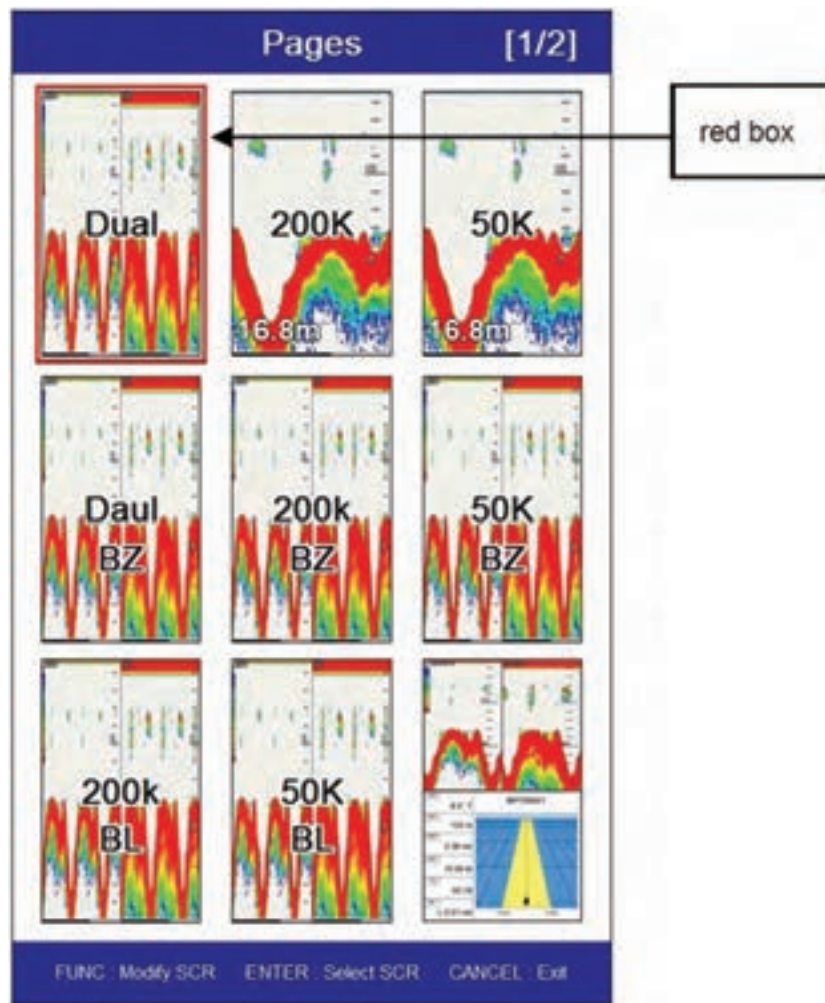 Pages [1/2]
red box
Dual 200K 50K
16.8m 16.8m
Daul 200k 50K
BZ BZ BZ
200k 50K
BL BL
FUNC : Modify SCR ENTER : Select SCR CANCEL : Exit